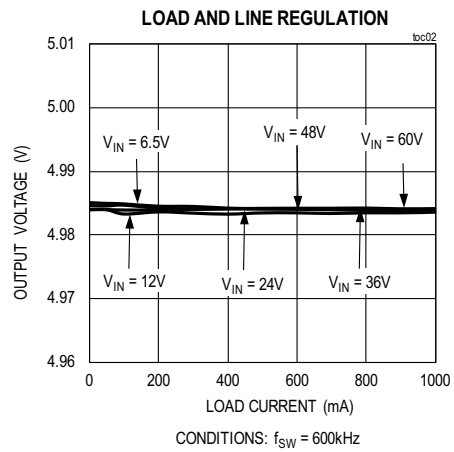 LOAD AND LINE REGULATION
toc02
5.01
5.00
4.99
4.98
4.97
4.96
OUTPUT VOLTAGE (V)
V_IN = 6.5V
V_IN = 48V
V_IN = 60V
V_IN = 12V
V_IN = 24V
V_IN = 36V
0 200 400 600 800 1000
LOAD CURRENT (mA)
CONDITIONS: f_SW = 600kHz